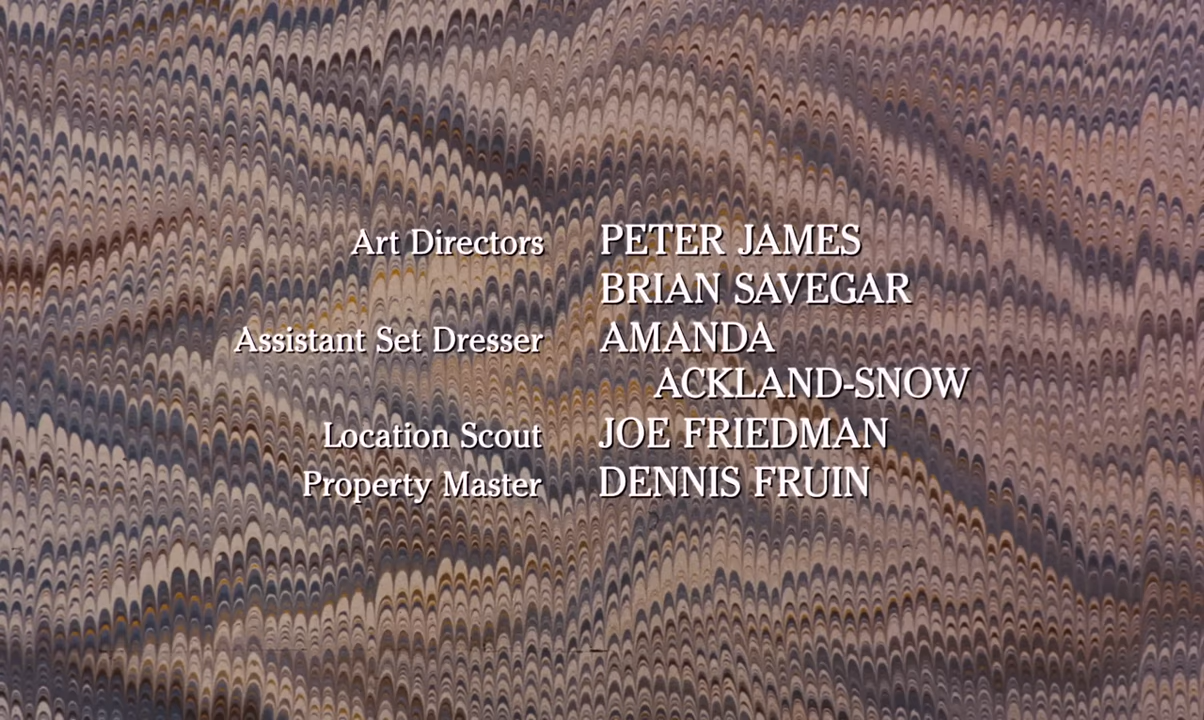 Art Directors PETER JAMES
BRIAN SAVEGAR
Assistant Set Dresser AMANDA
ACKLAND-SNOW
Location Scout JOE FRIEDMAN
Property Master DENNIS FRUIN